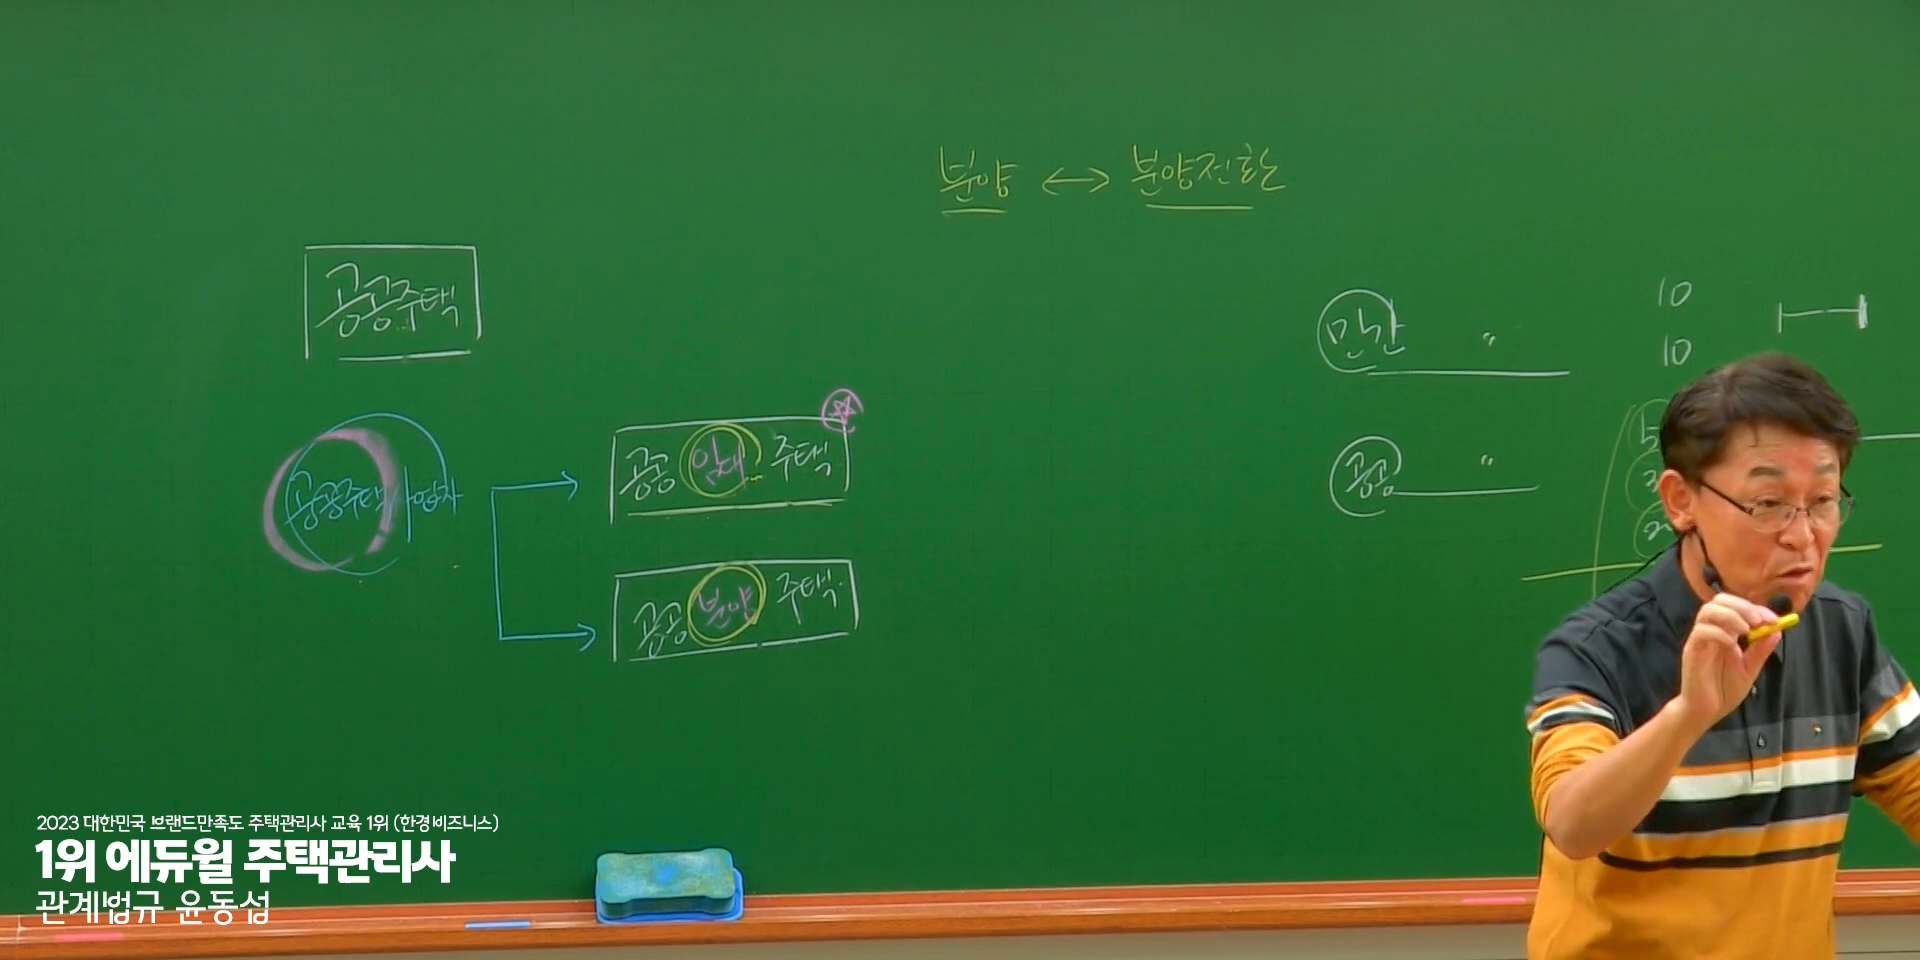 분양 ↔ 분양전환
공공주택
민간 〃
10
10
공공임대주택
공공 〃
공공주택사업자
공공분양주택
2023 대한민국 브랜드만족도 주택관리사 교육 1위 (한경비즈니스)
1위 에듀윌 주택관리사
관계법규 윤동섭